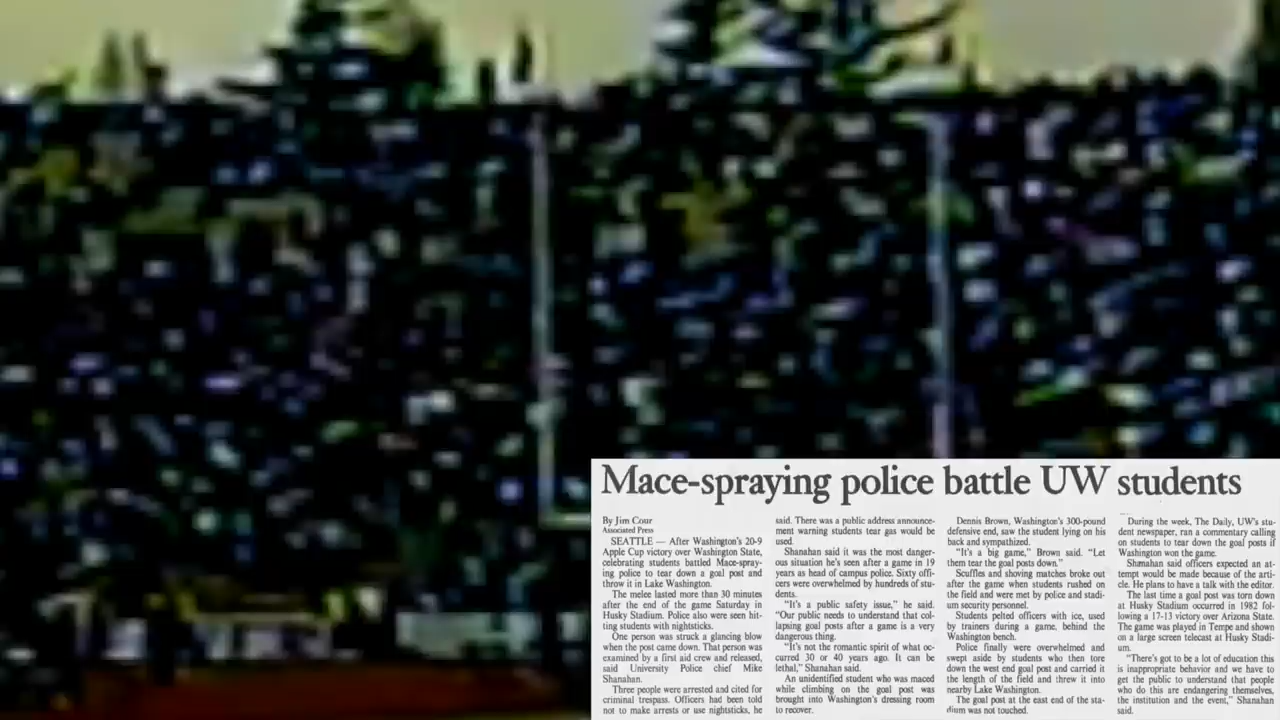 Mace-spraying police battle UW students
By Jim Cour
Associated Press
SEATTLE — After Washington's 20-9
Apple Cup victory over Washington State,
celebrating students battled Mace-spray-
ing police to tear down a goal post and
throw it in Lake Washington.
The melee lasted more than 30 minutes
after the end of the game Saturday in
Husky Stadium. Police also were seen hit-
ting students with nightsticks.
One person was struck a glancing blow
when the post came down. That person was
examined by a first aid crew and released,
said University Police chief Mike
Shanahan.
Three people were arrested and cited for
criminal trespass. Officers had been told
not to make arrests or use nightsticks, he
said. There was a public address announce-
ment warning students tear gas would be
used.
Shanahan said it was the most danger-
ous situation he's seen after a game in 19
years as head of campus police. Sixty offi-
cers were overwhelmed by hundreds of stu-
dents.
"It's a public safety issue," he said.
"Our public needs to understand that col-
lapsing goal posts after a game is a very
dangerous thing.
"It's not the romantic spirit of what oc-
curred 30 or 40 years ago. It can be
lethal," Shanahan said.
An unidentified student who was maced
while climbing on the goal post was
brought into Washington's dressing room
to recover.
Dennis Brown, Washington's 300-pound
defensive end, saw the student lying on his
back and sympathized.
"It's a big game," Brown said. "Let
them tear the goal posts down."
Scuffles and shoving matches broke out
after the game when students rushed on
the field and were met by police and stadi-
um security personnel.
Students pelted officers with ice, used
by trainers during a game, behind the
Washington bench.
Police finally were overwhelmed and
swept aside by students who then tore
down the west end goal post and carried it
the length of the field and threw it into
nearby Lake Washington.
The goal post at the east end of the sta-
dium was not touched.
During the week, The Daily, UW's stu-
dent newspaper, ran a commentary calling
on students to tear down the goal posts if
Washington won the game.
Shanahan said officers expected an at-
tempt would be made because of the arti-
cle. He plans to have a talk with the editor.
The last time a goal post was torn down
at Husky Stadium occurred in 1982 fol-
lowing a 17-13 victory over Arizona State.
The game was played in Tempe and shown
on a large screen telecast at Husky Stadi-
um.
"There's got to be a lot of education this
is inappropriate behavior and we have to
get the public to understand that people
who do this are endangering themselves,
the institution and the event," Shanahan
said.